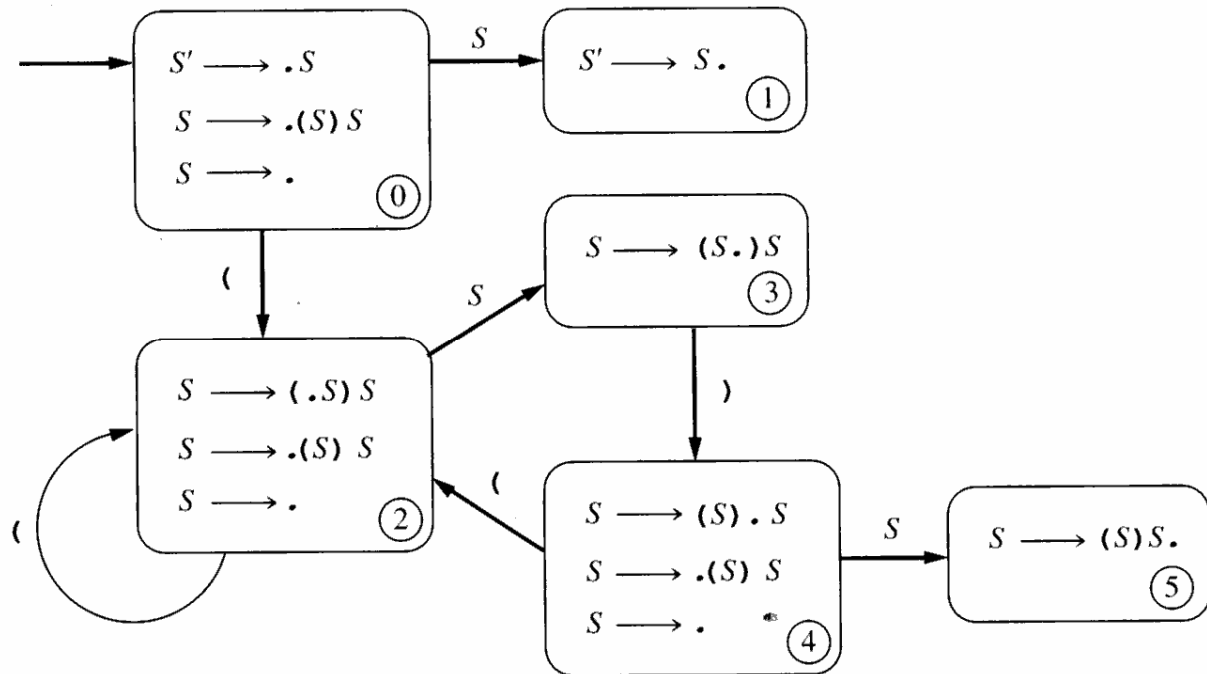 S' ⟶ .S
S ⟶ .(S)S
S ⟶ .
0
S
S' ⟶ S.
1
(
S
S ⟶ (S.)S
3
S ⟶ (.S)S
S ⟶ .(S) S
S ⟶ .
2
(
(
)
S ⟶ (S).S
S ⟶ .(S) S
S ⟶ .
4
S
S ⟶ (S)S.
5